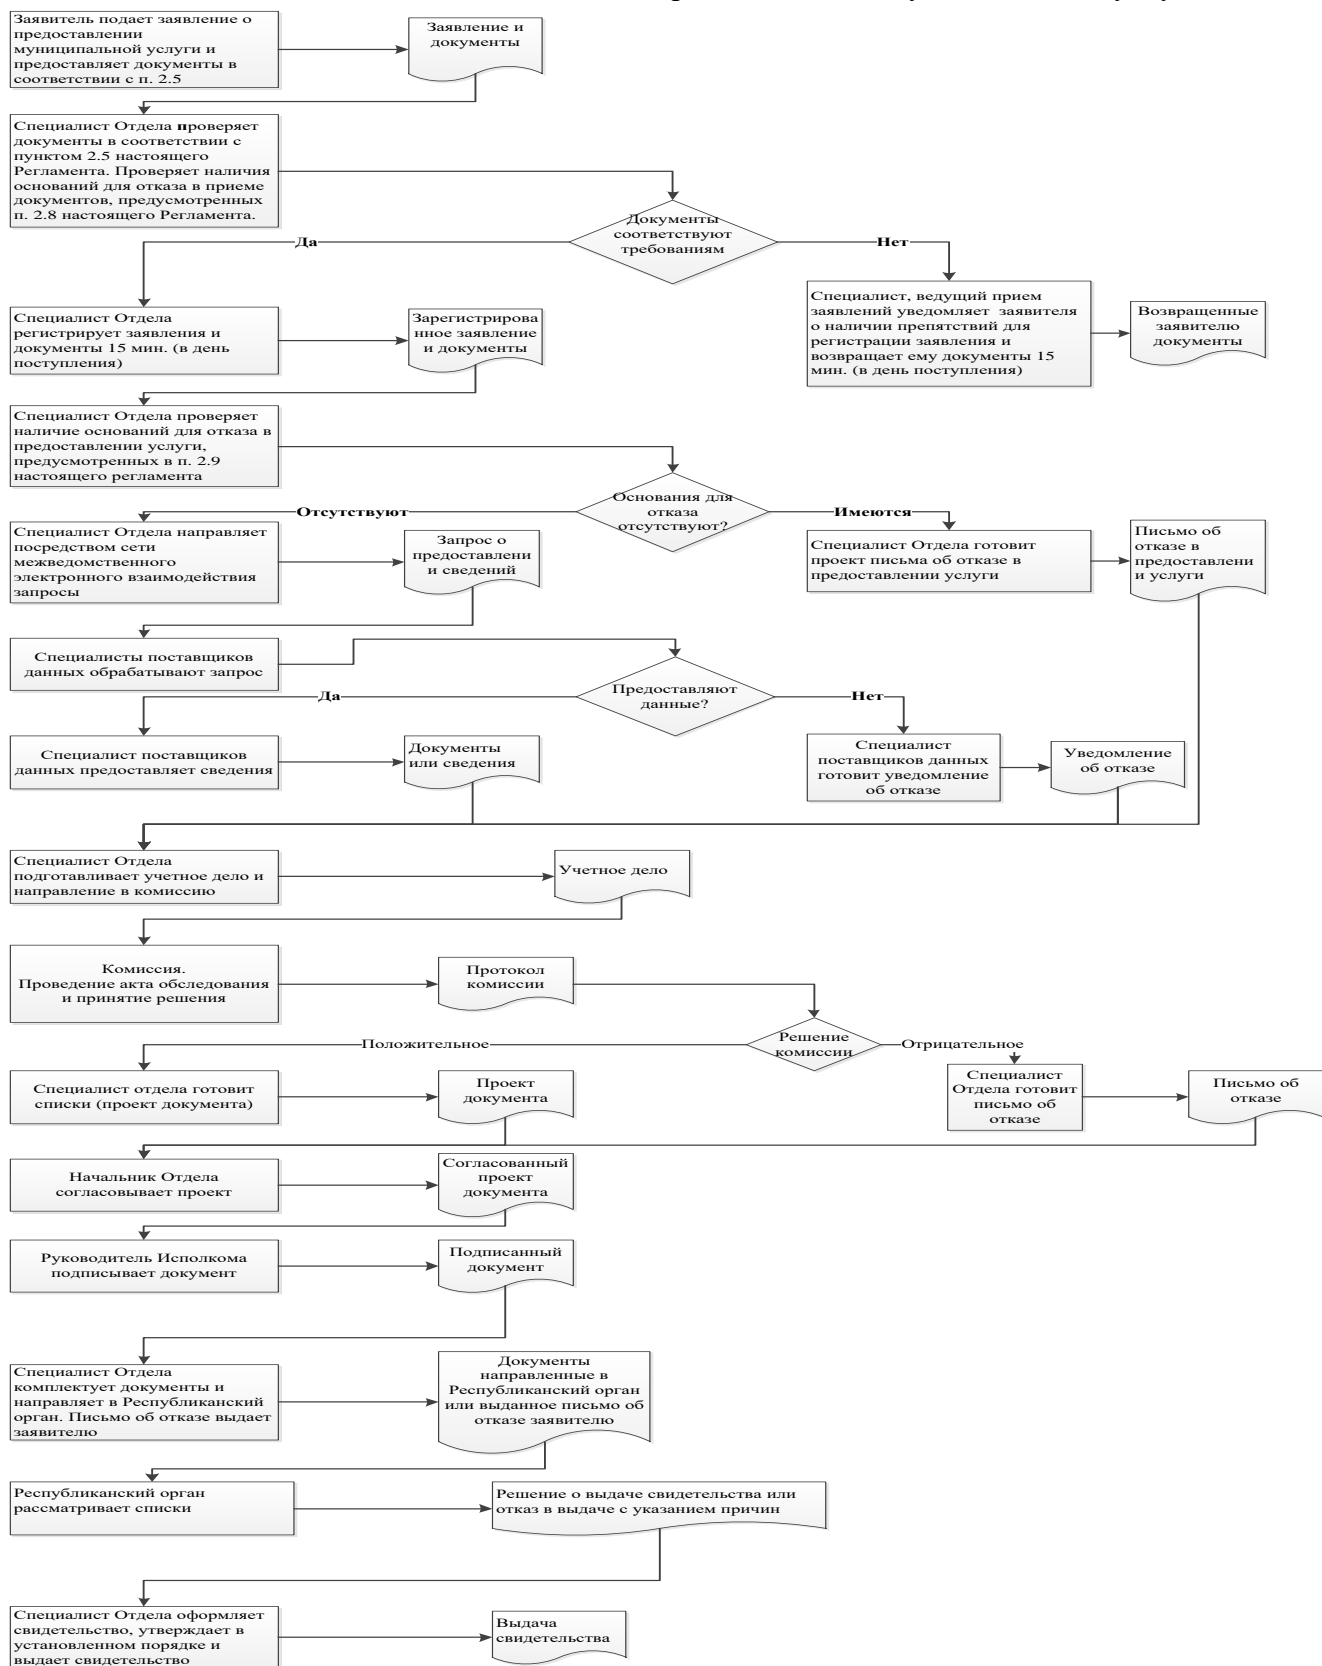 Заявитель подает заявление о
предоставлении
муниципальной услуги и
предоставляет документы в
соответствии с п. 2.5
Заявление и
документы
Специалист Отдела проверяет
документы в соответствии с
пунктом 2.5 настоящего
Регламента. Проверяет наличия
оснований для отказа в приеме
документов, предусмотренных
п. 2.8 настоящего Регламента.
Документы
соответствуют
требованиям
Да
Нет
Специалист Отдела
регистрирует заявления и
документы 15 мин. (в день
поступления)
Зарегистрирова
нное заявление
и документы
Специалист, ведущий прием
заявлений уведомляет заявителя
о наличии препятствий для
регистрации заявления и
возвращает ему документы 15
мин. (в день поступления)
Возвращенные
заявителю
документы
Специалист Отдела проверяет
наличие оснований для отказа в
предоставлении услуги,
предусмотренных в п. 2.9
настоящего регламента
Основания для
отказа
отсутствуют?
Отсутствуют
Имеются
Специалист Отдела направляет
посредством сети
межведомственного
электронного взаимодействия
запросы
Запрос о
предоставлени
и сведений
Специалист Отдела готовит
проект письма об отказе в
предоставлении услуги
Письмо об
отказе в
предоставлени
и услуги
Специалисты поставщиков
данных обрабатывают запрос
Предоставляют
данные?
Да
Нет
Специалист поставщиков
данных предоставляет сведения
Документы
или сведения
Специалист
поставщиков данных
готовит уведомление
об отказе
Уведомление
об отказе
Специалист Отдела
подготавливает учетное дело и
направление в комиссию
Учетное дело
Комиссия.
Проведение акта обследования
и принятие решения
Протокол
комиссии
Решение
комиссии
Положительное
Отрицательное
Специалист отдела готовит
списки (проект документа)
Проект
документа
Специалист
Отдела готовит
письмо об
отказе
Письмо об
отказе
Начальник Отдела
согласовывает проект
Согласованный
проект
документа
Руководитель Исполкома
подписывает документ
Подписанный
документ
Специалист Отдела
комплектует документы и
направляет в Республиканский
орган. Письмо об отказе выдает
заявителю
Документы
направленные в
Республиканский орган
или выданное письмо об
отказе заявителю
Республиканский орган
рассматривает списки
Решение о выдаче свидетельства или
отказ в выдаче с указанием причин
Специалист Отдела оформляет
свидетельство, утверждает в
установленном порядке и
выдает свидетельство
Выдача
свидетельства